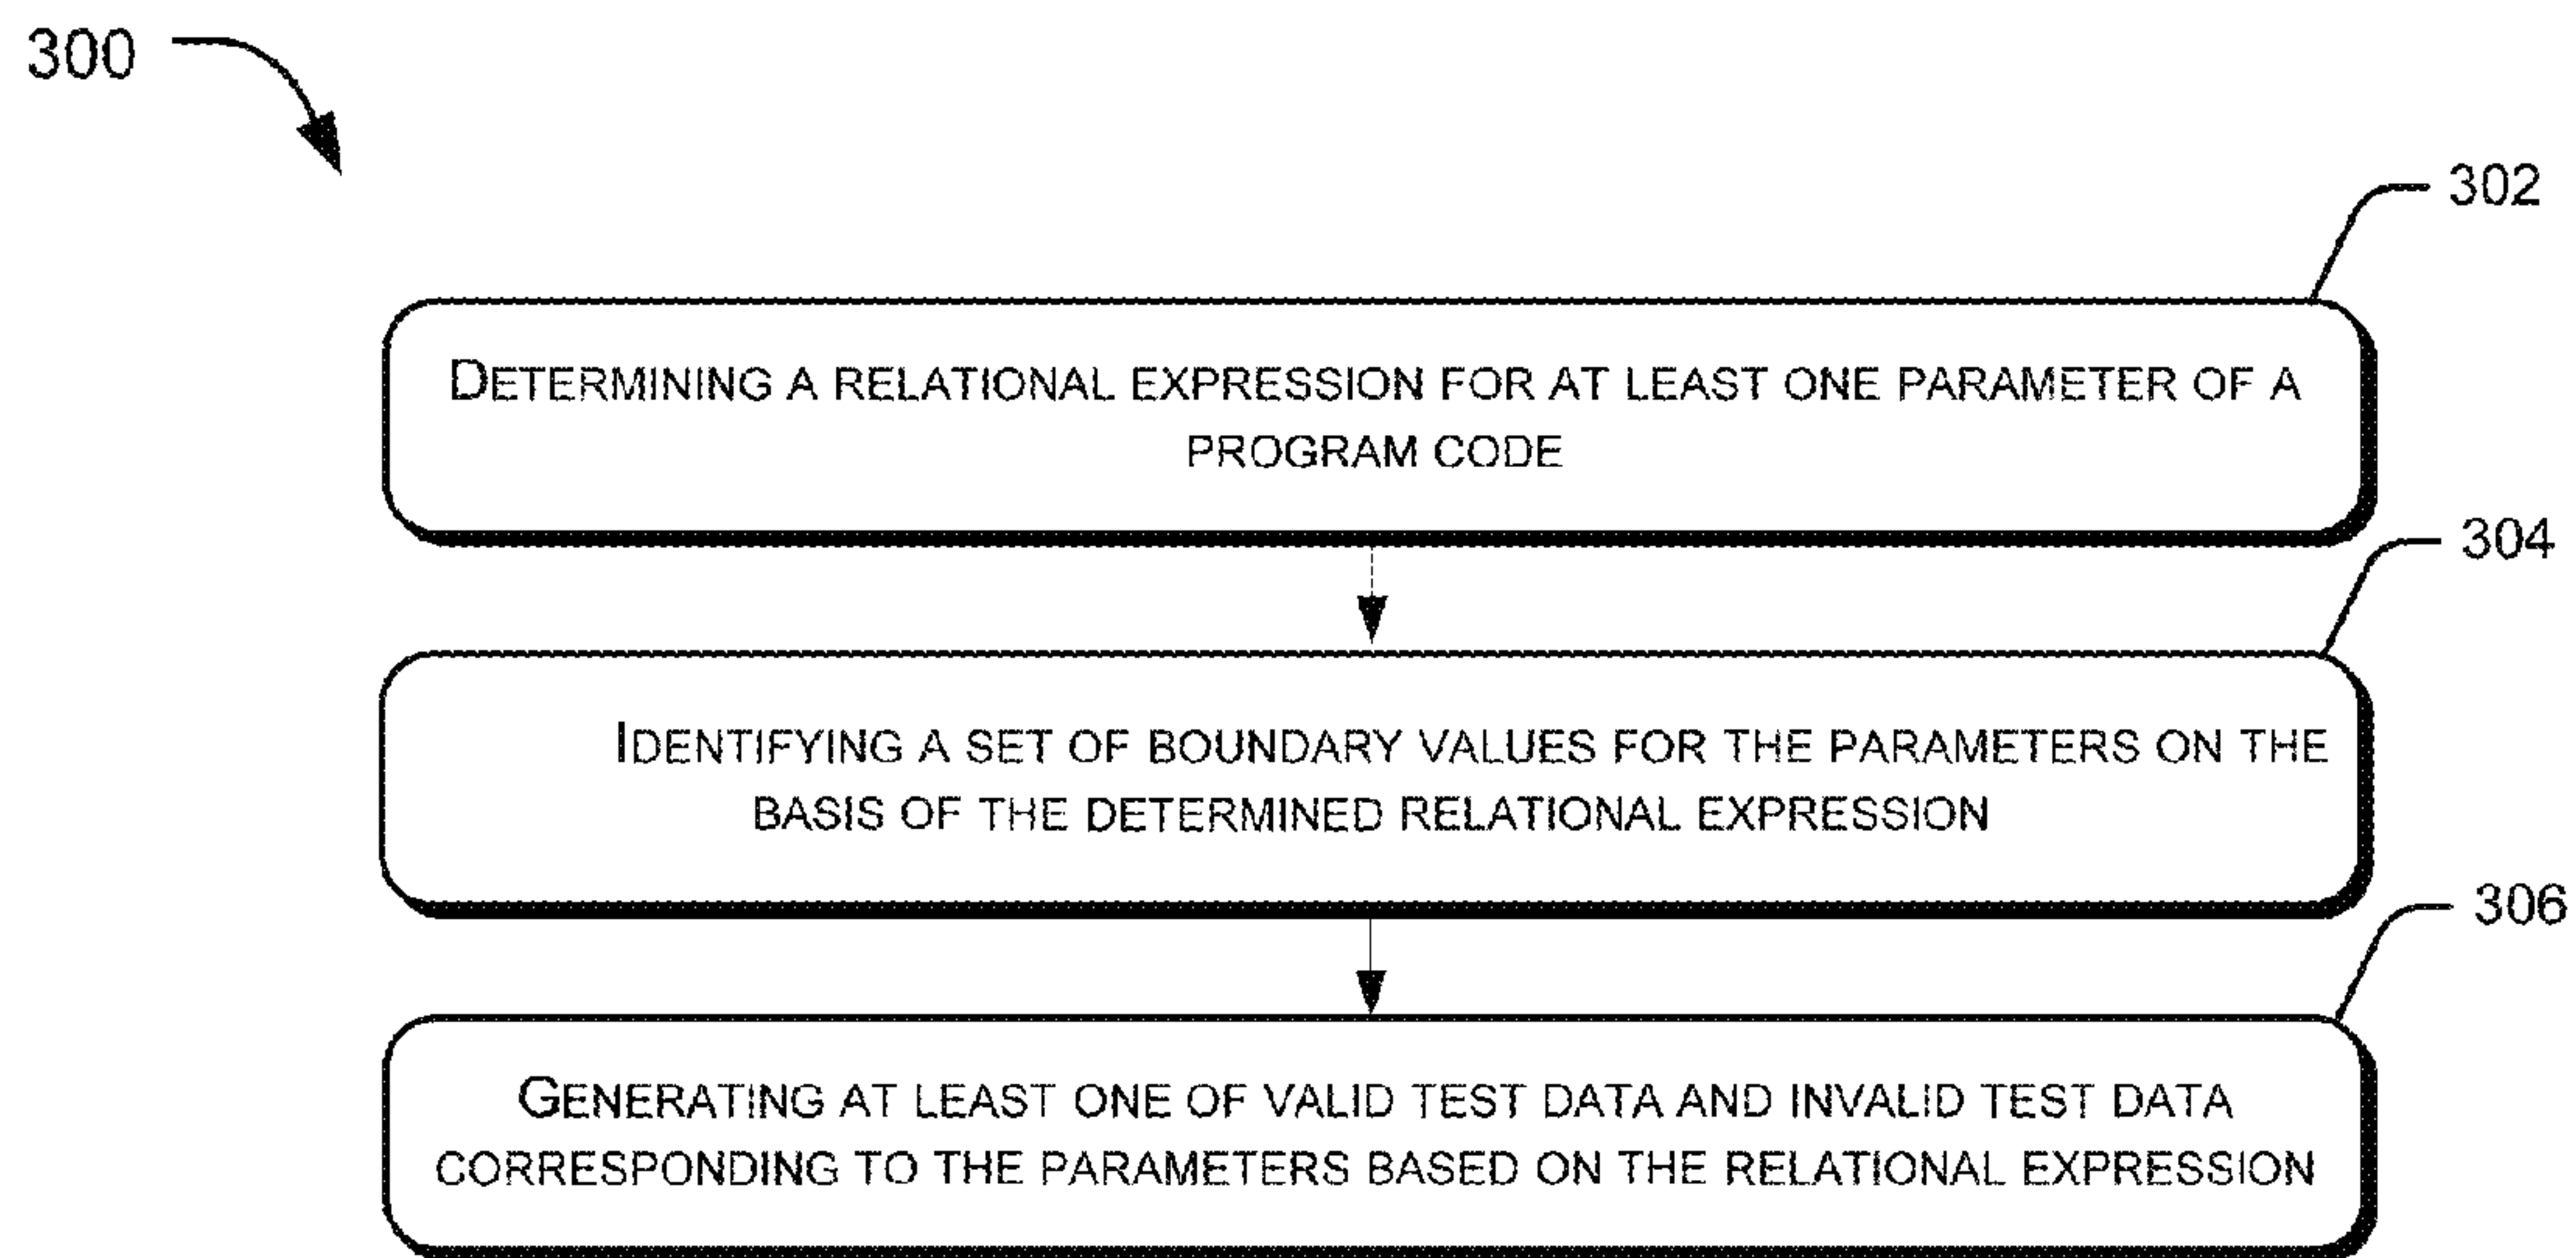 300
302
DETERMINING A RELATIONAL EXPRESSION FOR AT LEAST ONE PARAMETER OF A
PROGRAM CODE
304
IDENTIFYING A SET OF BOUNDARY VALUES FOR THE PARAMETERS ON THE
BASIS OF THE DETERMINED RELATIONAL EXPRESSION
306
GENERATING AT LEAST ONE OF VALID TEST DATA AND INVALID TEST DATA
CORRESPONDING TO THE PARAMETERS BASED ON THE RELATIONAL EXPRESSION